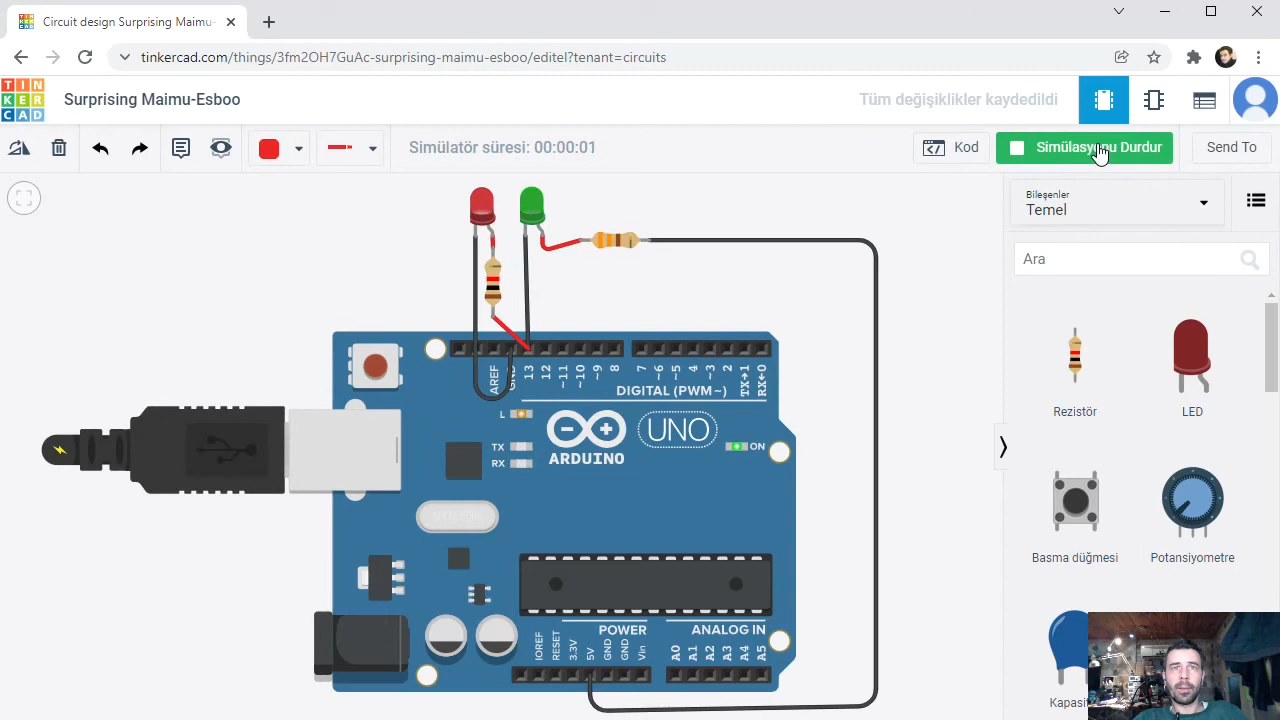 Circuit design Surprising Maimu-
tinkercad.com/things/3fm2OH7GuAc-surprising-maimu-esboo/editel?tenant=circuits
TIN
KER
CAD
Surprising Maimu-Esboo
Tüm değişiklikler kaydedildi
Simülatör süresi: 00:00:01
Kod
Simülasyonu Durdur
Send To
Bileşenler
Temel
Ara
Rezistör
LED
Basma düğmesi
Potansiyometre
Kapasi
AREF
GND
13
12
~11
~10
~9
8
7
~6
~5
4
~3
2
TX→1
RX←0
DIGITAL (PWM~)
L
TX
RX
ARDUINO
UNO
ON
POWER
ANALOG IN
IOREF
RESET
3.3V
5V
GND
GND
Vin
A0
A1
A2
A3
A4
A5